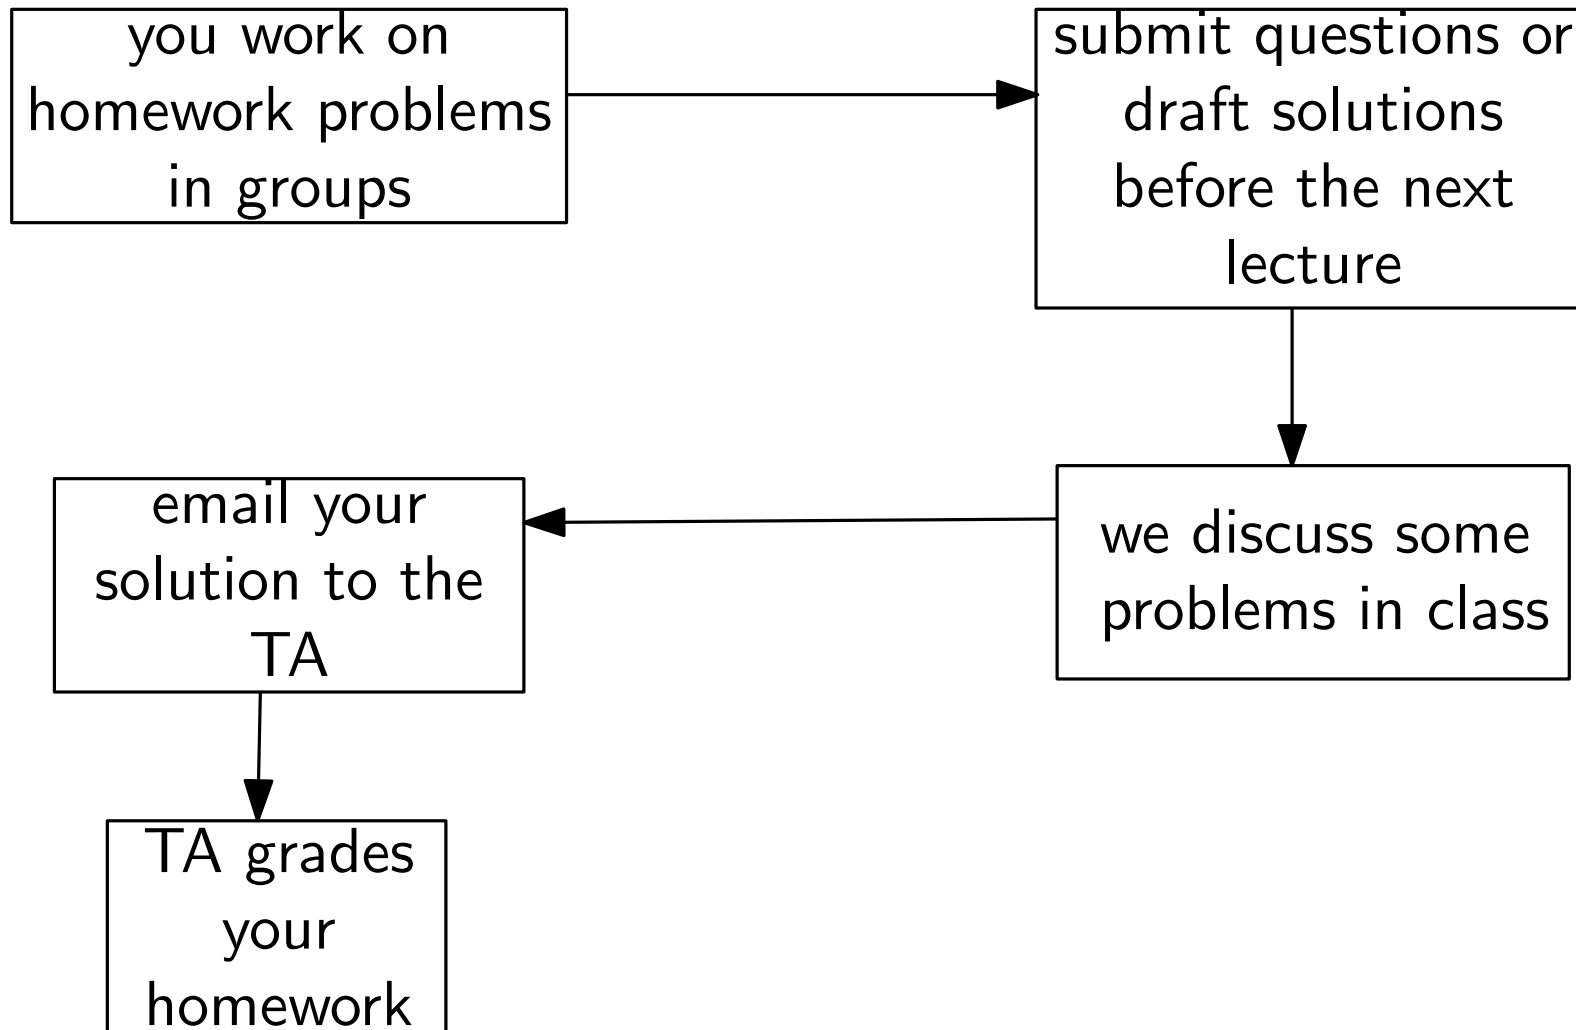 you work on
homework problems
in groups
submit questions or
draft solutions
before the next
lecture
we discuss some
problems in class
email your
solution to the
TA
TA grades
your
homework